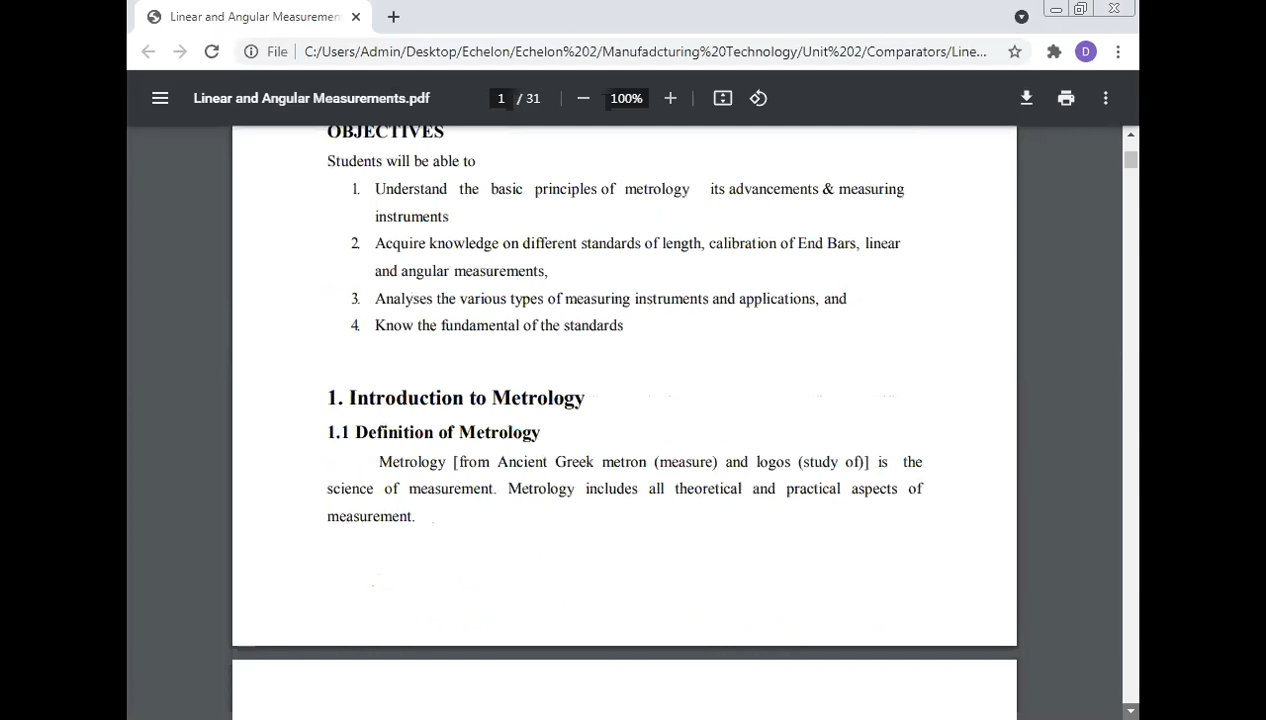 Linear and Angular Measuremen
File C:/Users/Admin/Desktop/Echelon/Echelon%202/Manufadcturing%20Technology/Unit%202/Comparators/Line...
D
Linear and Angular Measurements.pdf 1 / 31 100%
OBJECTIVES
Students will be able to
1. Understand the basic principles of metrology its advancements & measuring
instruments
2. Acquire knowledge on different standards of length, calibration of End Bars, linear
and angular measurements,
3. Analyses the various types of measuring instruments and applications, and
4. Know the fundamental of the standards
1. Introduction to Metrology
1.1 Definition of Metrology
Metrology [from Ancient Greek metron (measure) and logos (study of)] is the
science of measurement. Metrology includes all theoretical and practical aspects of
measurement.